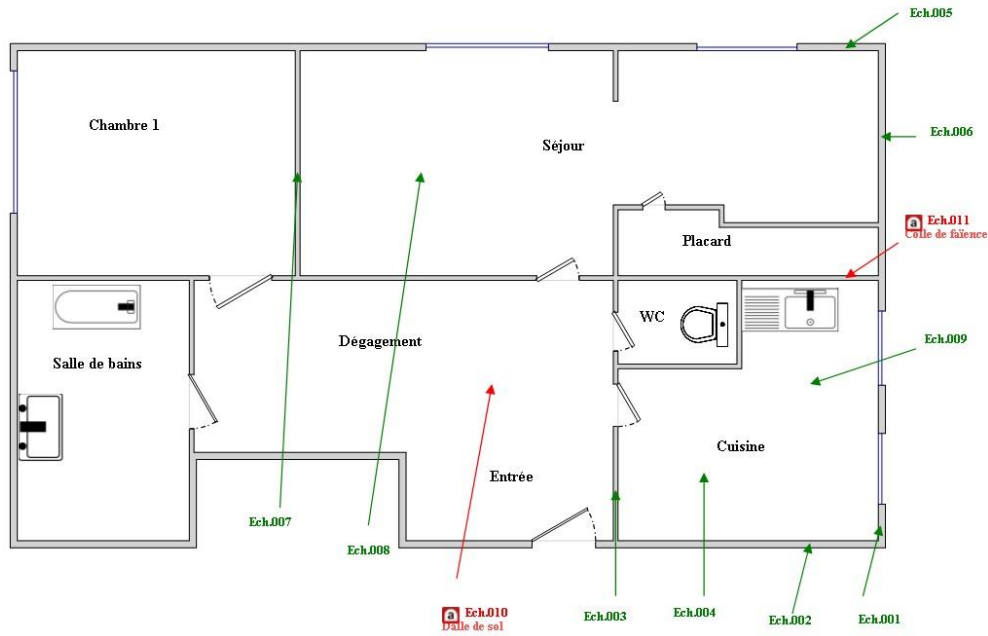 Ech.005
Chambre 1
Ech.006
Séjour
a Ech.011
Colle de faïence
Placard
WC
Dégagement
Ech.009
Salle de bains
Cuisine
Entrée
Ech.007
Ech.008
a Ech.010
Dalle de sol
Ech.003
Ech.004
Ech.002
Ech.001